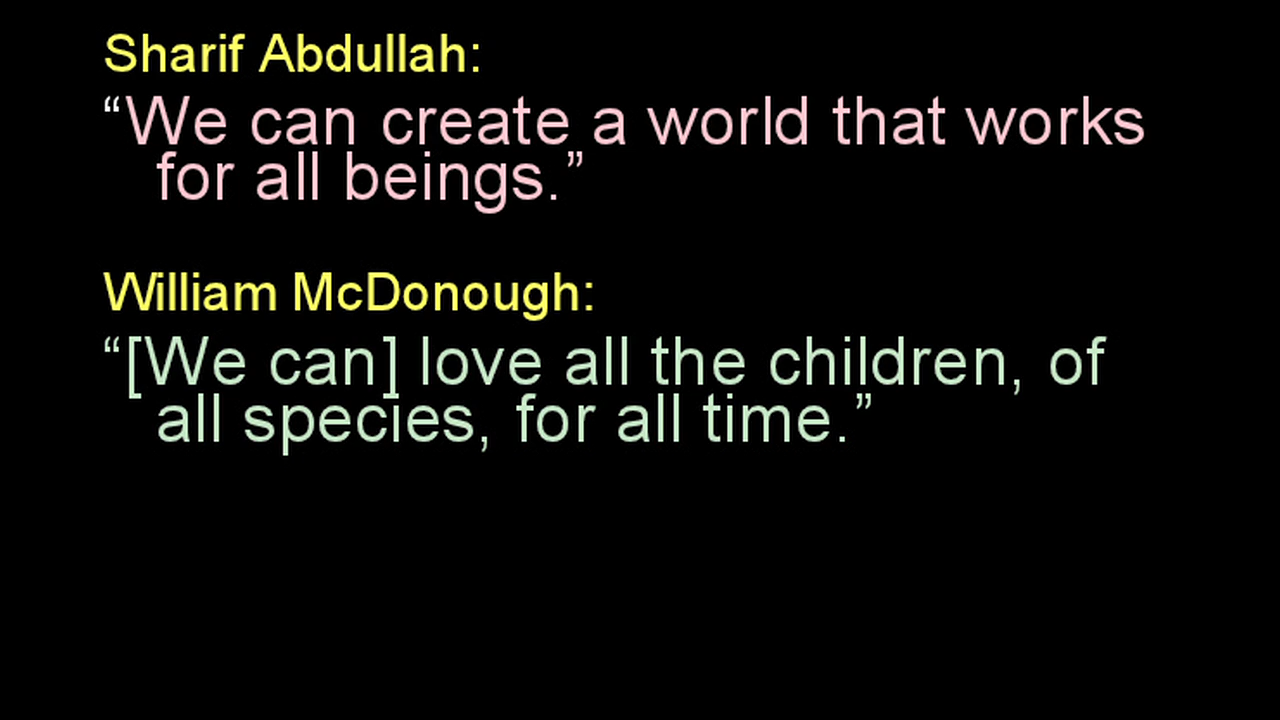 Sharif Abdullah:
“We can create a world that works
for all beings.”
William McDonough:
“[We can] love all the children, of
all species, for all time.”